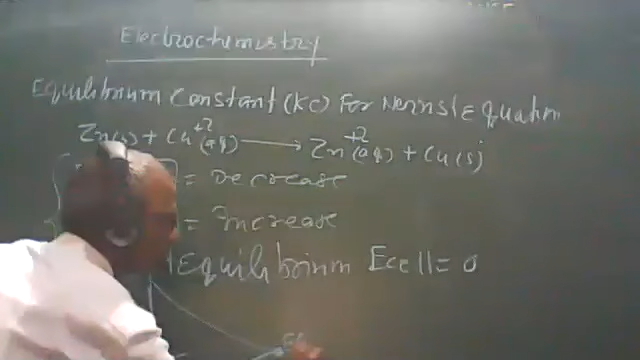 Electrochemistry
Equilibrium Constant (Kc) For Nernst Equation
Zn(s) + Cu+2(aq) → Zn+2(aq) + Cu(s)
= Decrease
= Increase
Equilibrium Ecell = 0